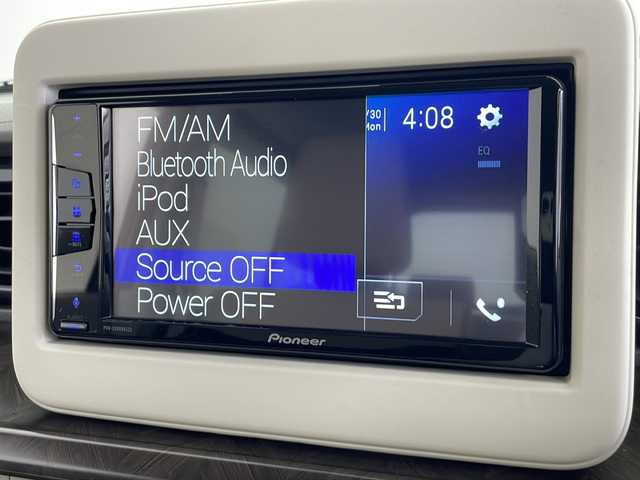 FM/AM
Bluetooth Audio
iPod
AUX
Source OFF
Power OFF
/30
Mon
4:08
EQ
Pioneer